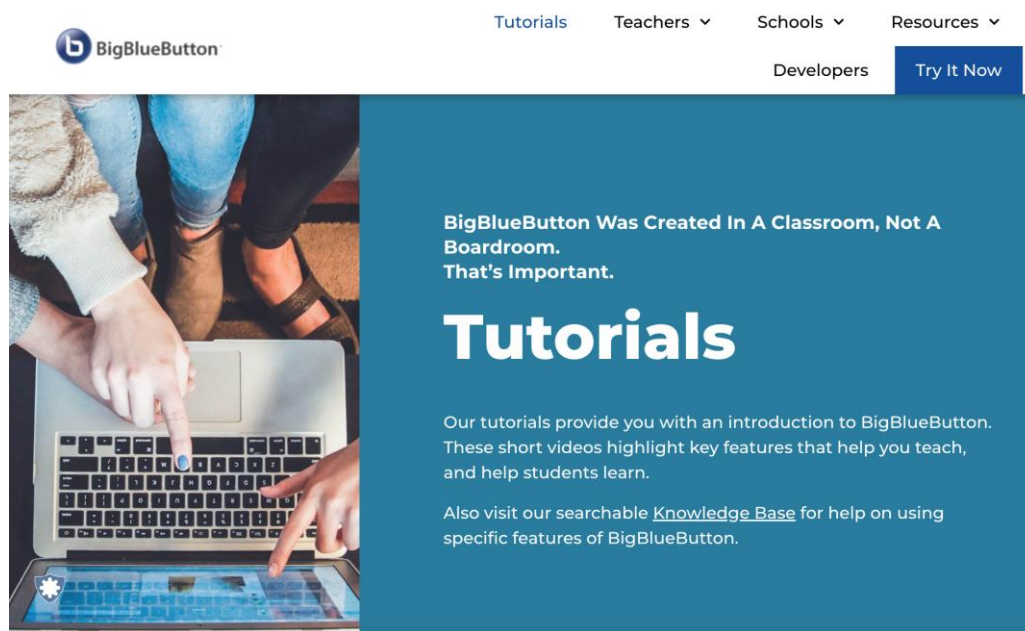 BigBlueButton
Tutorials
Teachers
Schools
Resources
Developers
Try It Now
BigBlueButton Was Created In A Classroom, Not A
Boardroom.
That’s Important.
Tutorials
Our tutorials provide you with an introduction to BigBlueButton.
These short videos highlight key features that help you teach,
and help students learn.
Also visit our searchable Knowledge Base for help on using
specific features of BigBlueButton.